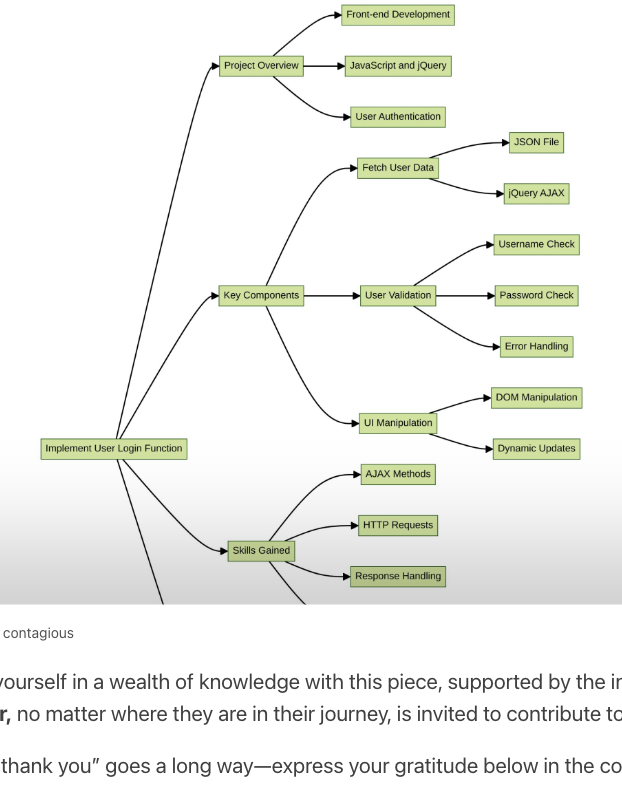 Front-end Development
Project Overview
JavaScript and jQuery
User Authentication
JSON File
Fetch User Data
jQuery AJAX
Username Check
Key Components
User Validation
Password Check
Error Handling
DOM Manipulation
UI Manipulation
Implement User Login Function
Dynamic Updates
AJAX Methods
HTTP Requests
Skills Gained
Response Handling
contagious
yourself in a wealth of knowledge with this piece, supported by the
r, no matter where they are in their journey, is invited to contribute to
thank you” goes a long way—express your gratitude below in the